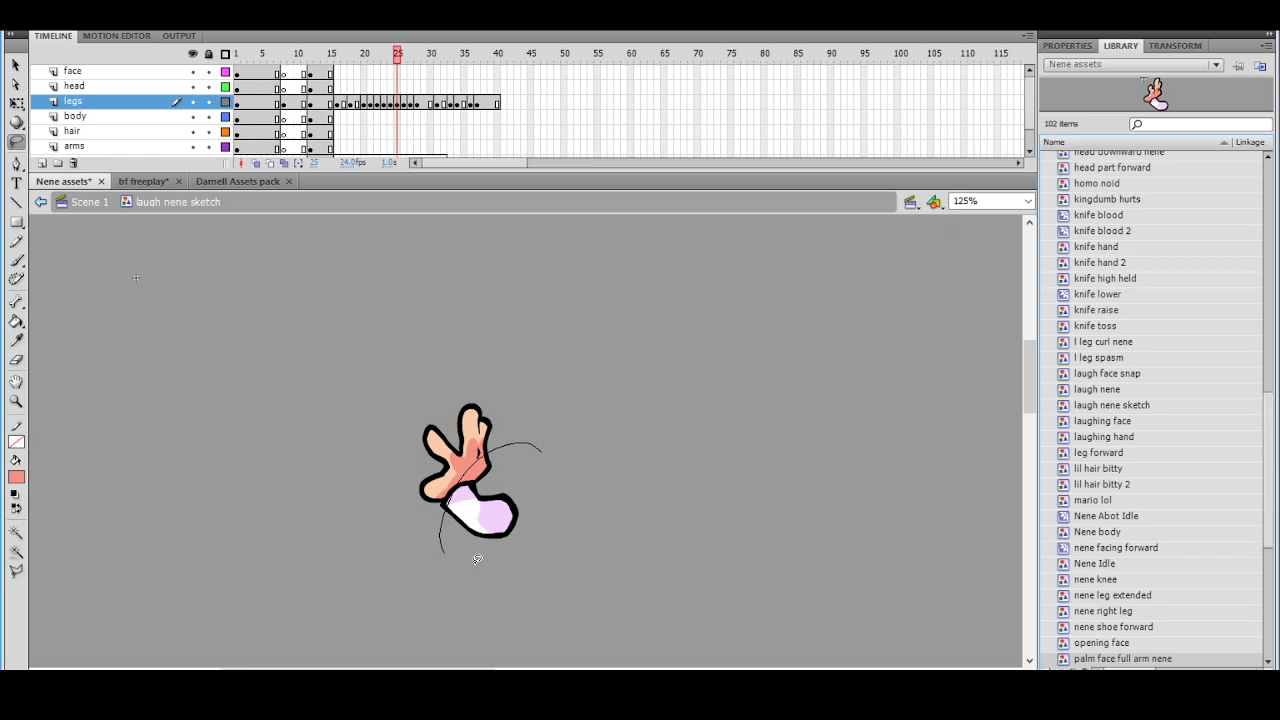 TIMELINE MOTION EDITOR OUTPUT
1 5 10 15 20 25 30 35 40 45 50 55 60 65 70 75 80 85 90 95 100 105 110 115
face
head
legs
body
hair
arms
25 24.0fps 1.0s
Nene assets* bf freeplay* Darnell Assets pack
Scene 1 laugh nene sketch 125%
PROPERTIES LIBRARY TRANSFORM
Nene assets
102 items
Name Linkage
head downward nene
head part forward
homo noid
kingdumb hurts
knife blood
knife blood 2
knife hand
knife hand 2
knife high held
knife lower
knife raise
knife toss
l leg curl nene
l leg spasm
laugh face snap
laugh nene
laugh nene sketch
laughing face
laughing hand
leg forward
lil hair bitty
lil hair bitty 2
mario lol
Nene Abot Idle
Nene body
nene facing forward
Nene Idle
nene knee
nene leg extended
nene right leg
nene shoe forward
opening face
palm face full arm nene